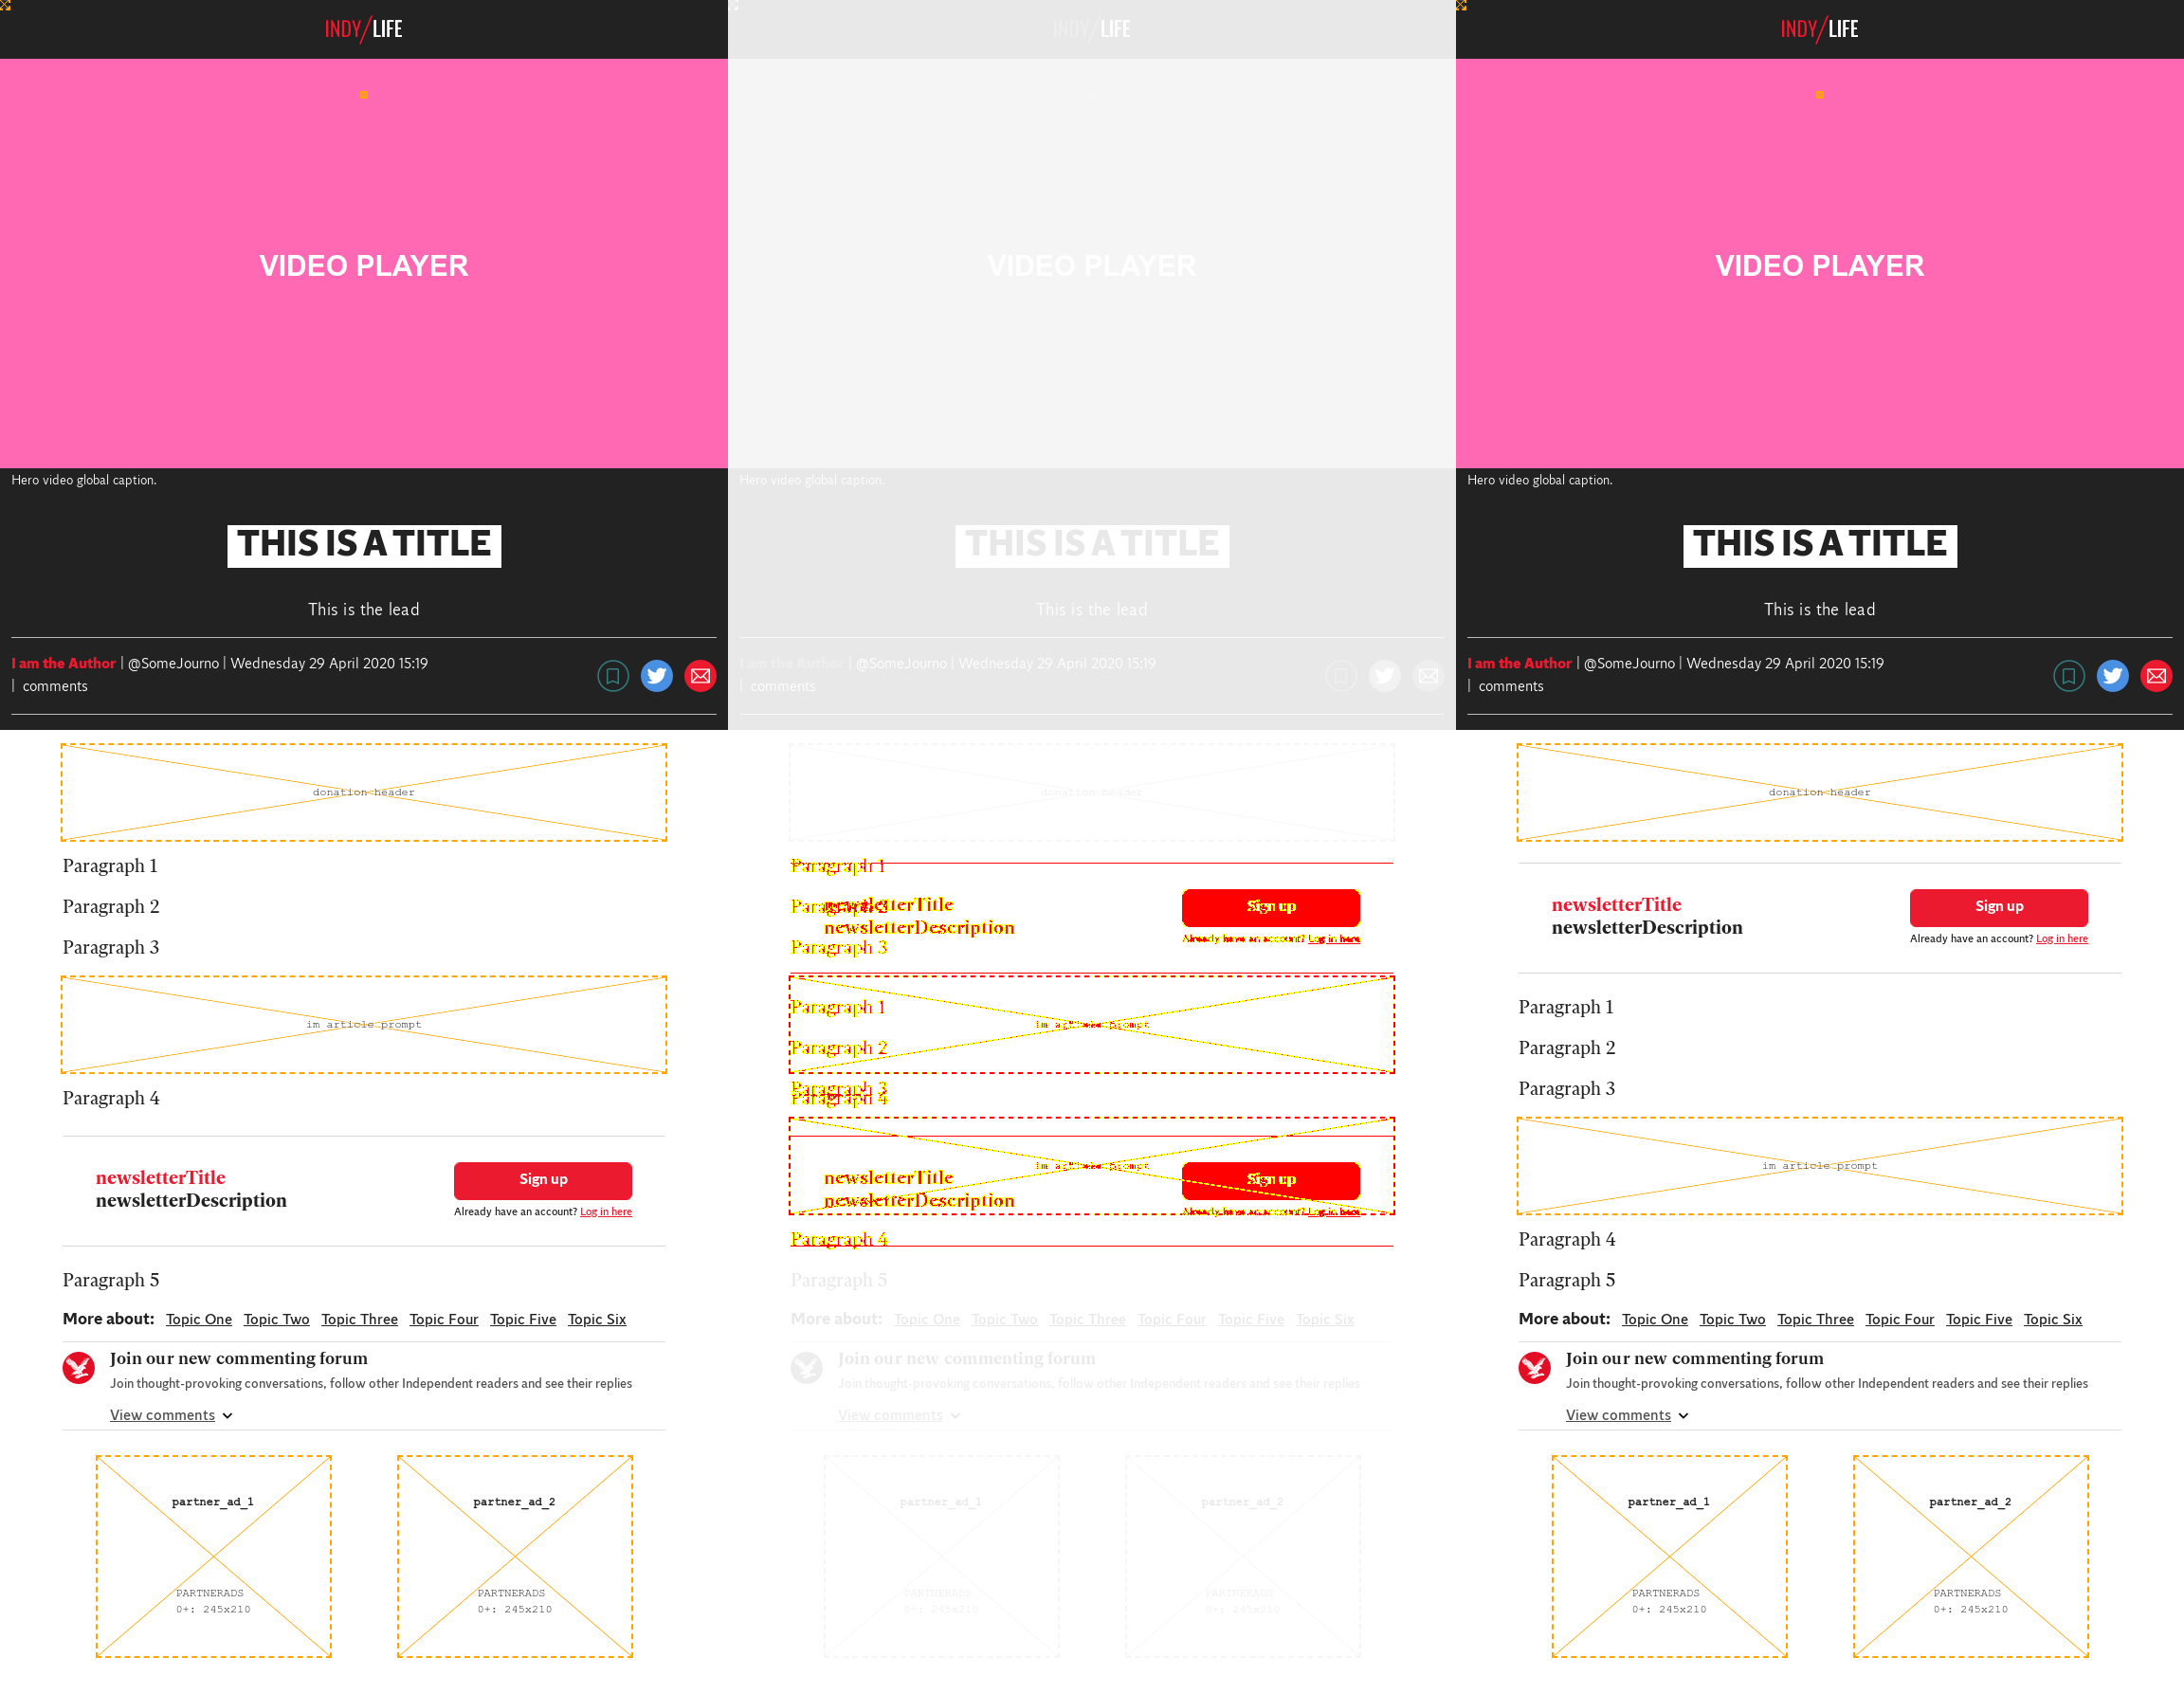 INDY/LIFE
VIDEO PLAYER
Hero video global caption.
THIS IS A TITLE
This is the lead
I am the Author | @SomeJourno | Wednesday 29 April 2020 15:19
| comments
donation header
Paragraph 1
Paragraph 2
Paragraph 3
im article prompt
Paragraph 4
newsletterTitle
newsletterDescription
Sign up
Already have an account? Log in here
Paragraph 5
More about: Topic One Topic Two Topic Three Topic Four Topic Five Topic Six
Join our new commenting forum
Join thought-provoking conversations, follow other Independent readers and see their replies
View comments
partner_ad_1
PARTNERADS
0+: 245x210
partner_ad_2
PARTNERADS
0+: 245x210
INDY/LIFE
VIDEO PLAYER
Hero video global caption.
THIS IS A TITLE
This is the lead
I am the Author | @SomeJourno | Wednesday 29 April 2020 15:19
| comments
donation header
Paragraph 1
newsletterTitle
Paragraph 2
newsletterDescription
Sign up
Already have an account? Log in here
Paragraph 3
Paragraph 1
im article prompt
Paragraph 2
Paragraph 3
Paragraph 4
im article prompt
newsletterTitle
newsletterDescription
Sign up
Already have an account? Log in here
Paragraph 4
Paragraph 5
More about: Topic One Topic Two Topic Three Topic Four Topic Five Topic Six
Join our new commenting forum
Join thought-provoking conversations, follow other Independent readers and see their replies
View comments
partner_ad_1
PARTNERADS
0+: 245x210
partner_ad_2
PARTNERADS
0+: 245x210
INDY/LIFE
VIDEO PLAYER
Hero video global caption.
THIS IS A TITLE
This is the lead
I am the Author | @SomeJourno | Wednesday 29 April 2020 15:19
| comments
donation header
newsletterTitle
newsletterDescription
Sign up
Already have an account? Log in here
Paragraph 1
Paragraph 2
Paragraph 3
im article prompt
Paragraph 4
Paragraph 5
More about: Topic One Topic Two Topic Three Topic Four Topic Five Topic Six
Join our new commenting forum
Join thought-provoking conversations, follow other Independent readers and see their replies
View comments
partner_ad_1
PARTNERADS
0+: 245x210
partner_ad_2
PARTNERADS
0+: 245x210